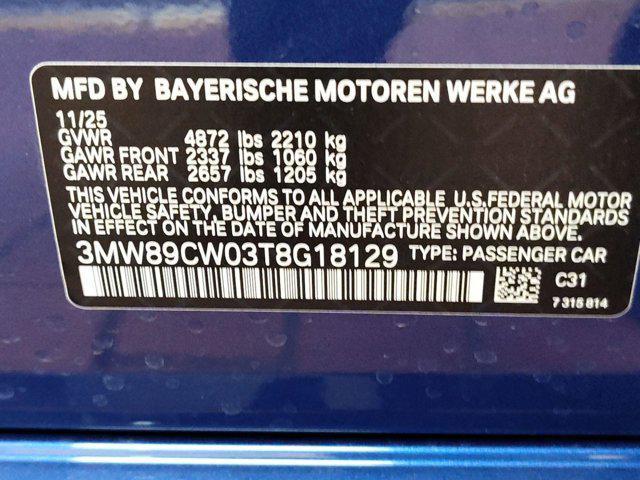 MFD BY BAYERISCHE MOTOREN WERKE AG
11/25
GVWR 4872 lbs 2210 kg
GAWR FRONT 2337 lbs 1060 kg
GAWR REAR 2657 lbs 1205 kg
THIS VEHICLE CONFORMS TO ALL APPLICABLE U.S.FEDERAL MOTOR
VEHICLE SAFETY, BUMPER AND THEFT PREVENTION STANDARDS
IN EFFECT ON THE DATE OF MANUFACTURE SHOWN ABOVE.
3MW89CW03T8G18129 TYPE: PASSENGER CAR
C31
7 315 814